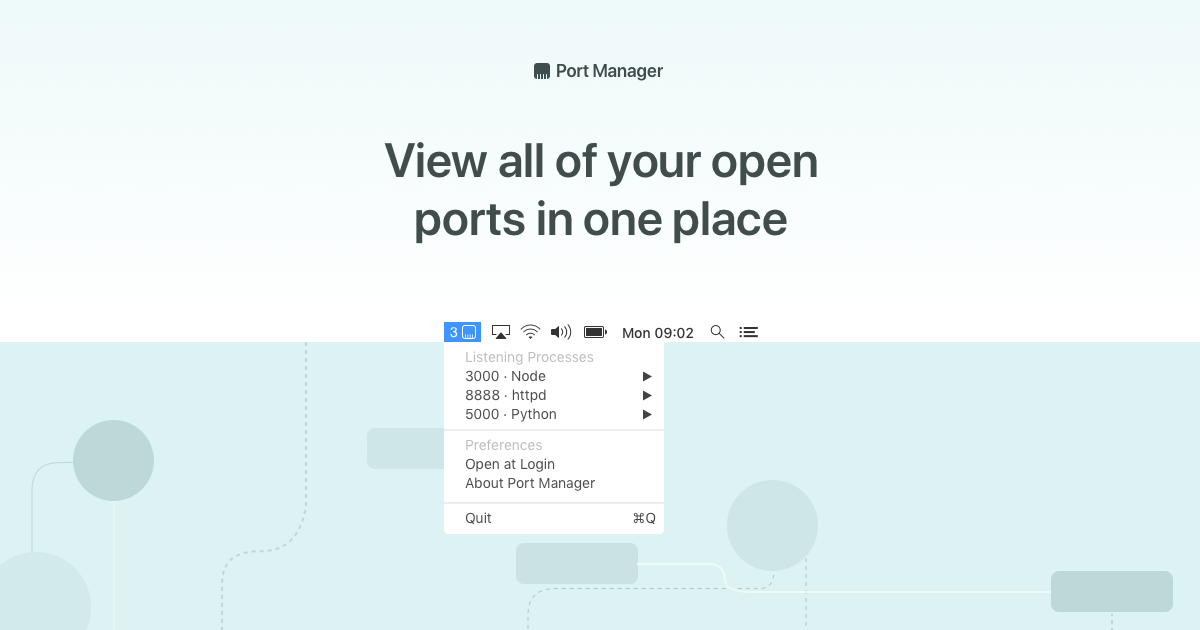 Port Manager
View all of your open
ports in one place
3 Mon 09:02
Listening Processes
3000 · Node
8888 · httpd
5000 · Python
Preferences
Open at Login
About Port Manager
Quit ⌘Q